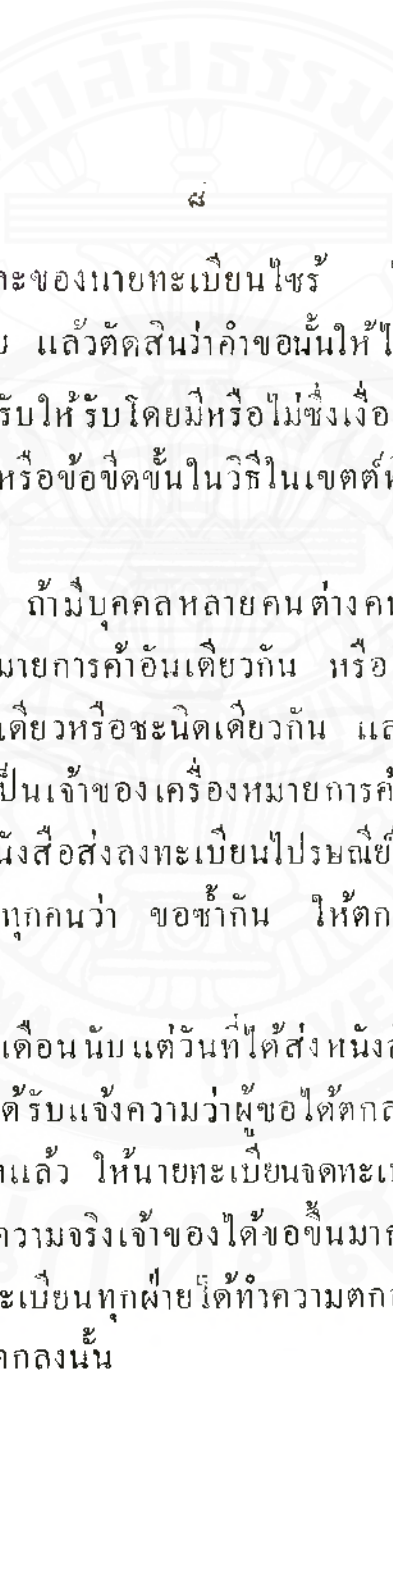 ๘
ละของนายทะเบียนไซร้
แล้วตัดสินว่าคำขอนั้นให้ไ
รับให้รับโดยมีหรือไม่ซึ่งเงื่อ
หรือข้อขีดขั้นในวิธีในเขตต์ที
ถ้ามีบุคคลหลายคนต่างคน
มายการค้าอันเดียวกัน หรือ
เดียวหรือชะนิดเดียวกัน แล
ป็นเจ้าของเครื่องหมายการค้
นังสือส่งลงทะเบียนไปรษณีย์
ทุกคนว่า ขอซ้ำกัน ให้ตก
เดือนนับแต่วันที่ได้ส่งหนังสื
ด้รับแจ้งความว่าผู้ขอได้ตกล
นแล้ว ให้นายทะเบียนจดทะเบ
ความจริงเจ้าของได้ขอขึ้นมาก
ะเบียนทุกฝ่ายได้ทำความตกล
ตกลงนั้น